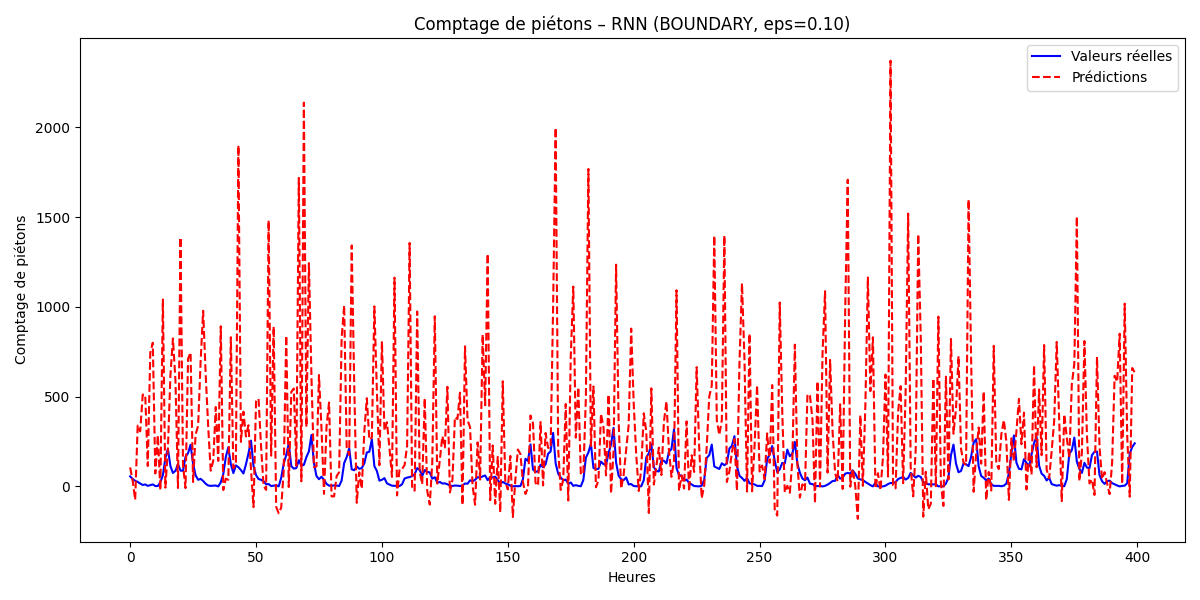 Comptage de piétons – RNN (BOUNDARY, eps=0.10)
Valeurs réelles
Prédictions
Comptage de piétons
2000
1500
1000
500
0
0 50 100 150 200 250 300 350 400
Heures